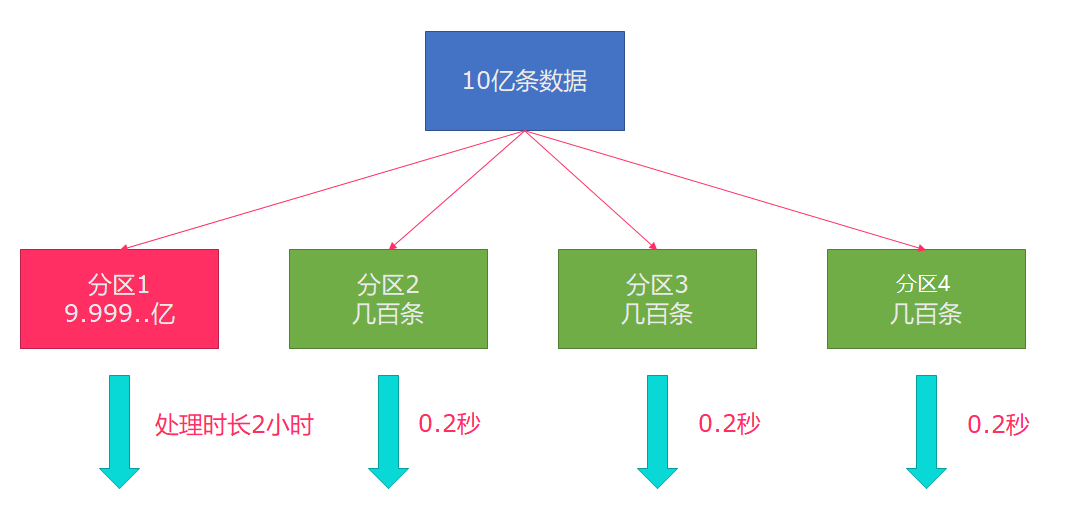 10亿条数据
分区1
9.999..亿
分区2
几百条
分区3
几百条
分区4
几百条
处理时长2小时
0.2秒
0.2秒
0.2秒